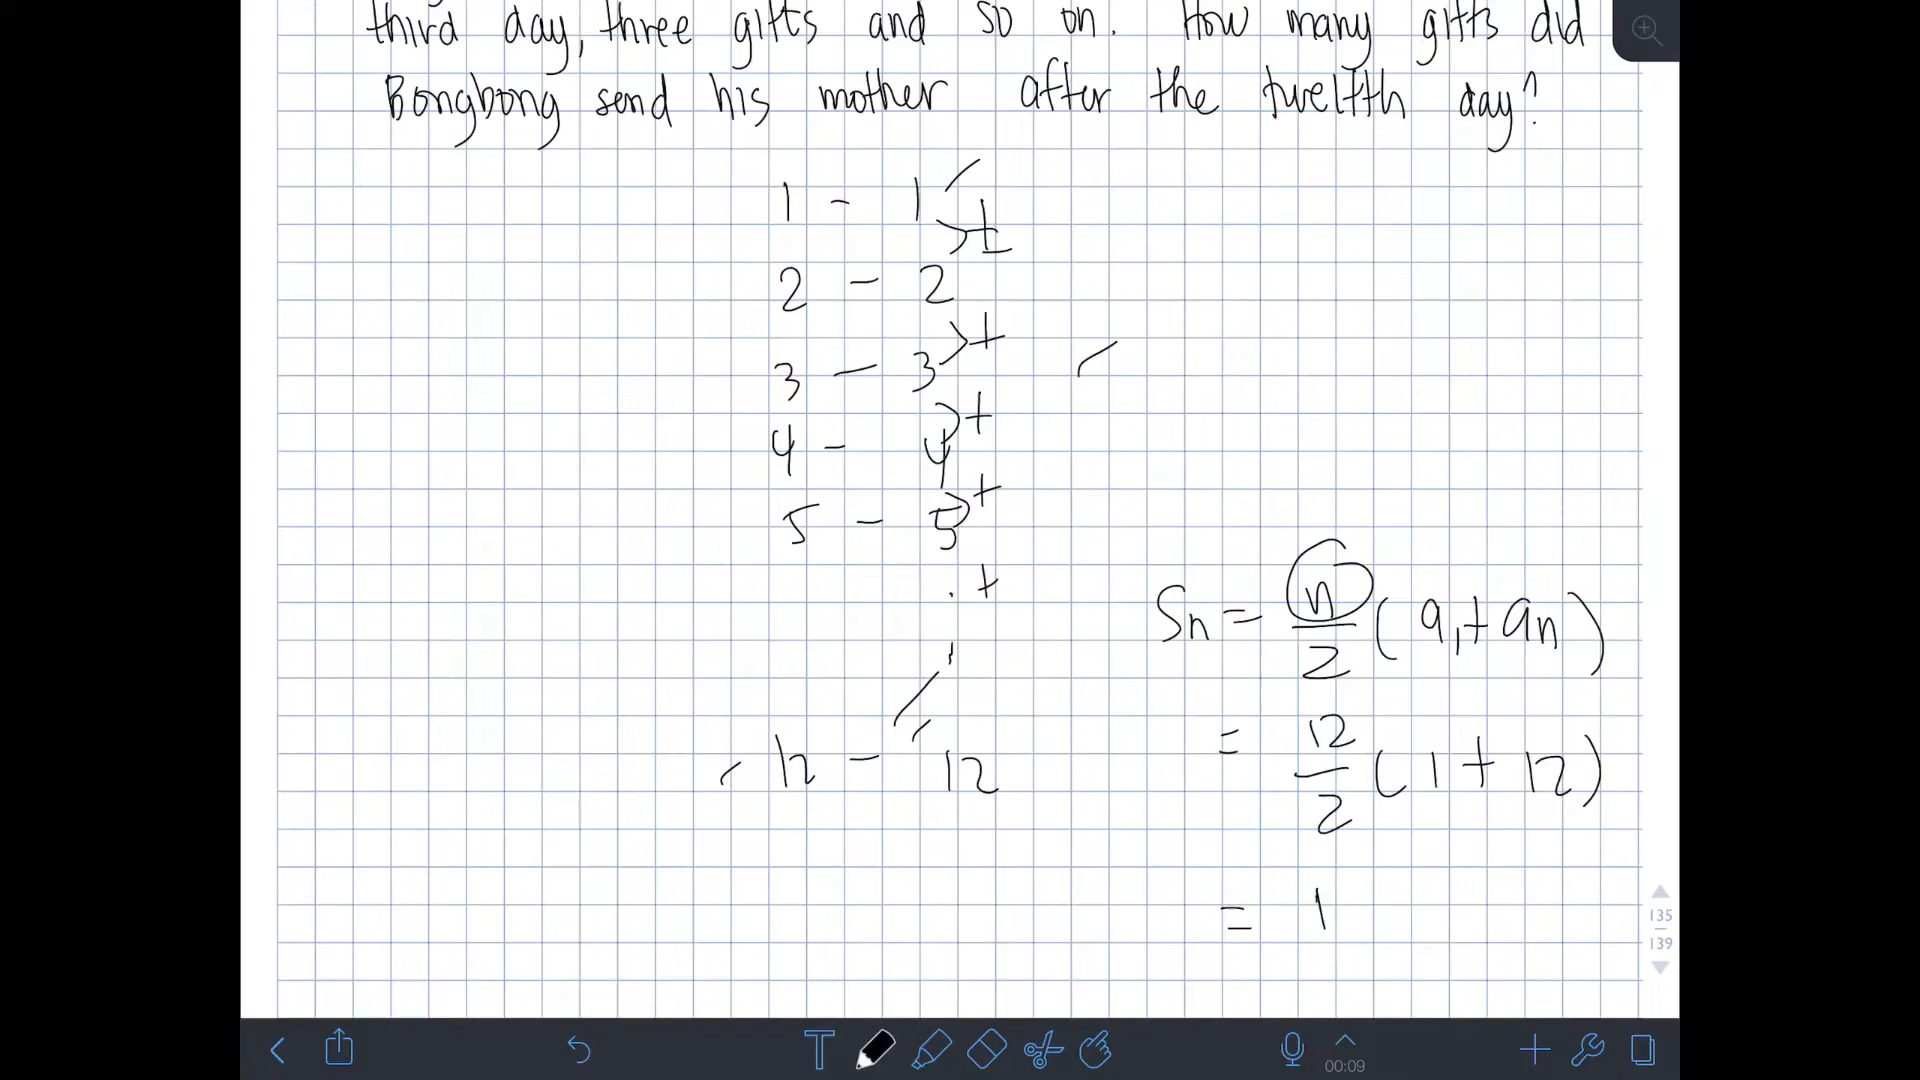 third day, three gifts and so on. How many gifts did
Bongbong send his mother after the twelfth day?
1 - 1
+
2 - 2
+
3 - 3
+
4 - 4
+
5 - 5
+
12 - 12
Sn = n/2 (a1 + an)
= 12/2 (1 + 12)
= 1
135
139
T
00:09